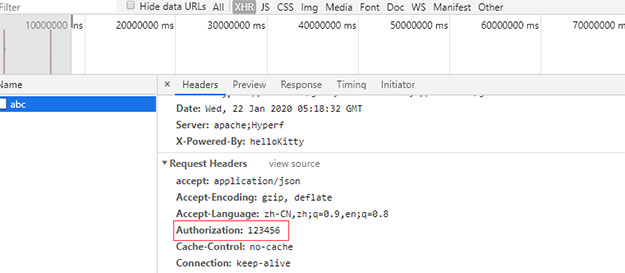 Filter
Hide data URLs All XHR JS CSS Img Media Font Doc WS Manifest Other
10000000 ms 20000000 ms 30000000 ms 40000000 ms 50000000 ms 60000000 ms 70000000 ms
Name
× Headers Preview Response Timing Initiator
abc
Date: Wed, 22 Jan 2020 05:18:32 GMT
Server: apache;Hyperf
X-Powered-By: helloKitty
▼ Request Headers view source
accept: application/json
Accept-Encoding: gzip, deflate
Accept-Language: zh-CN,zh;q=0.9,en;q=0.8
Authorization: 123456
Cache-Control: no-cache
Connection: keep-alive